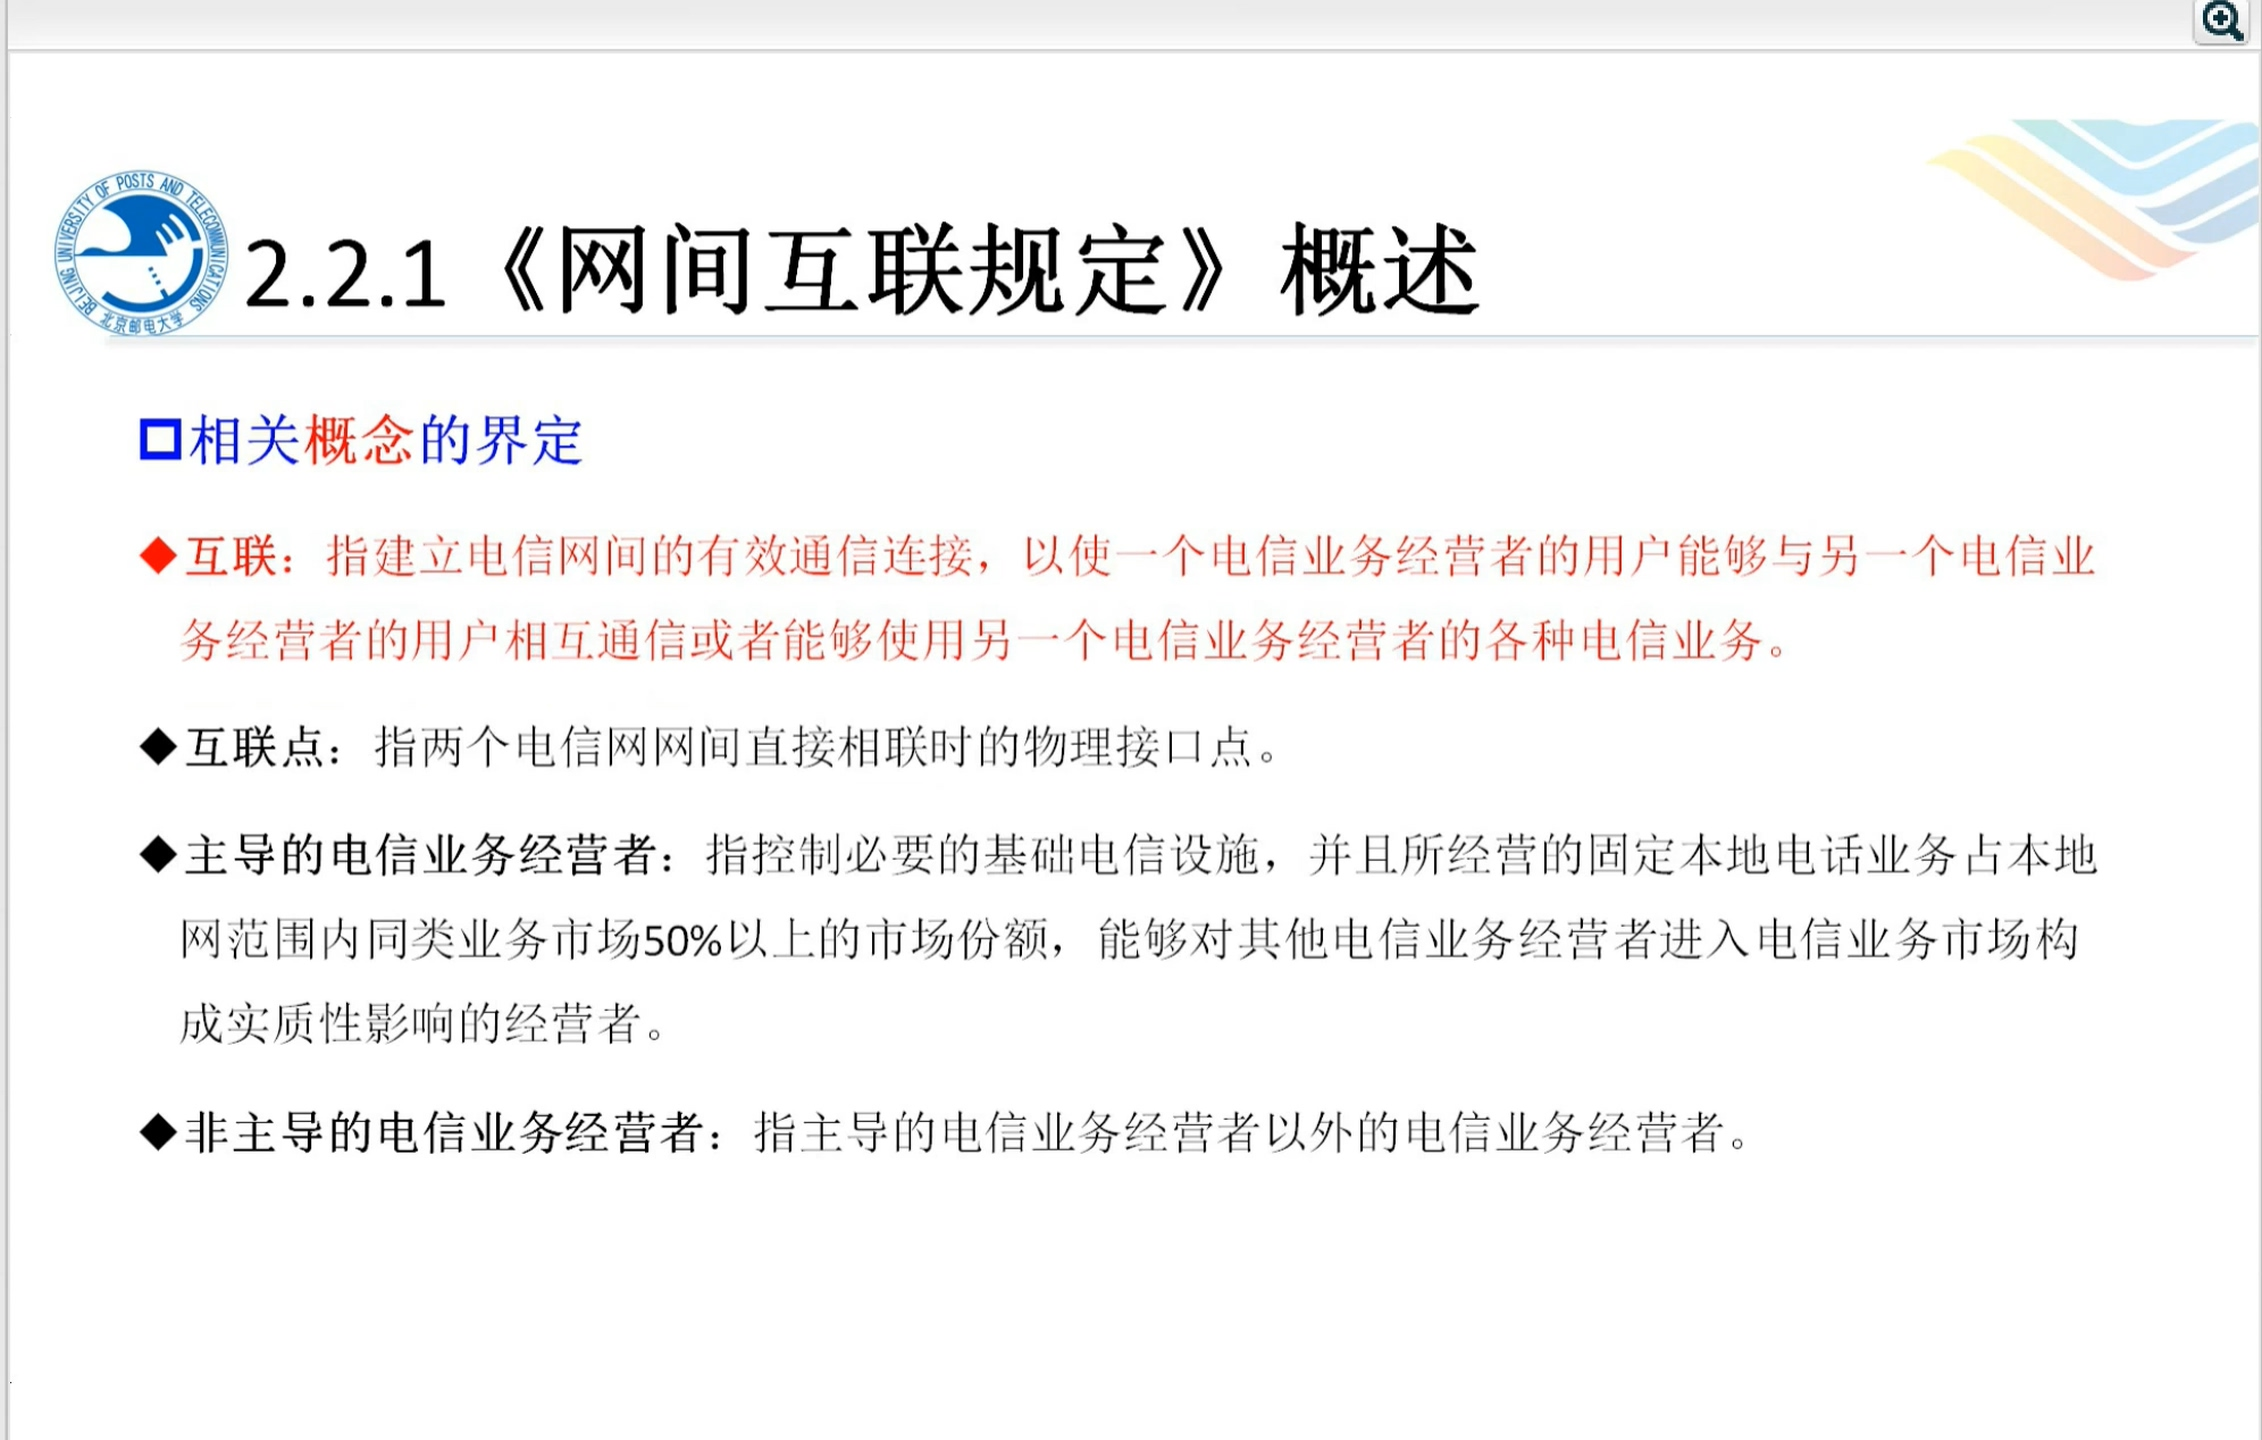 BEIJING UNIVERSITY OF POSTS AND TELECOMMUNICATIONS
北京邮电大学
2.2.1《网间互联规定》概述
相关概念的界定
◆互联：指建立电信网间的有效通信连接，以使一个电信业务经营者的用户能够与另一个电信业
务经营者的用户相互通信或者能够使用另一个电信业务经营者的各种电信业务。
◆互联点：指两个电信网网间直接相联时的物理接口点。
◆主导的电信业务经营者：指控制必要的基础电信设施，并且所经营的固定本地电话业务占本地
网范围内同类业务市场50%以上的市场份额，能够对其他电信业务经营者进入电信业务市场构
成实质性影响的经营者。
◆非主导的电信业务经营者：指主导的电信业务经营者以外的电信业务经营者。